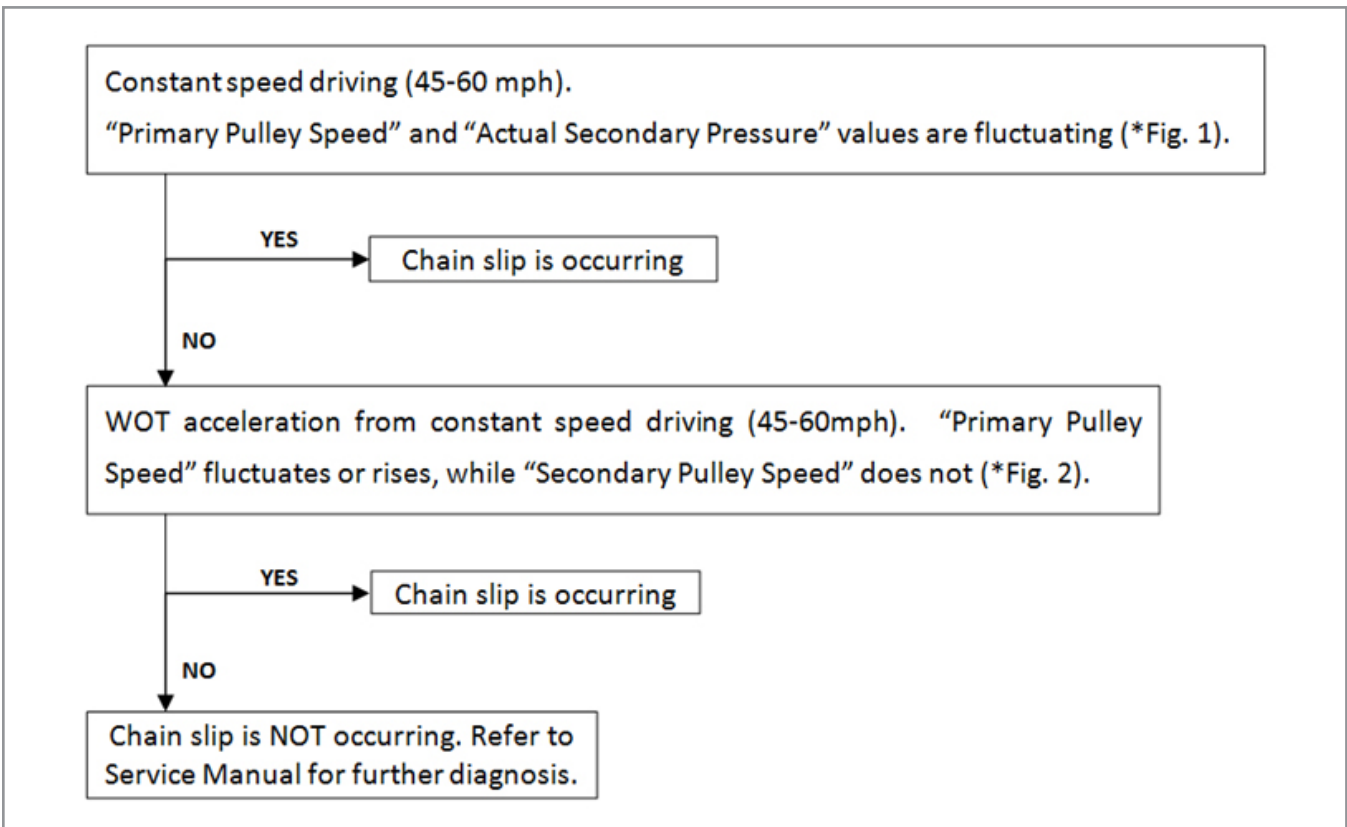 Constant speed driving (45-60 mph).
“Primary Pulley Speed” and “Actual Secondary Pressure” values are fluctuating (*Fig. 1).
YES
Chain slip is occurring
NO
WOT acceleration from constant speed driving (45-60mph). “Primary Pulley
Speed” fluctuates or rises, while “Secondary Pulley Speed” does not (*Fig. 2).
YES
Chain slip is occurring
NO
Chain slip is NOT occurring. Refer to
Service Manual for further diagnosis.